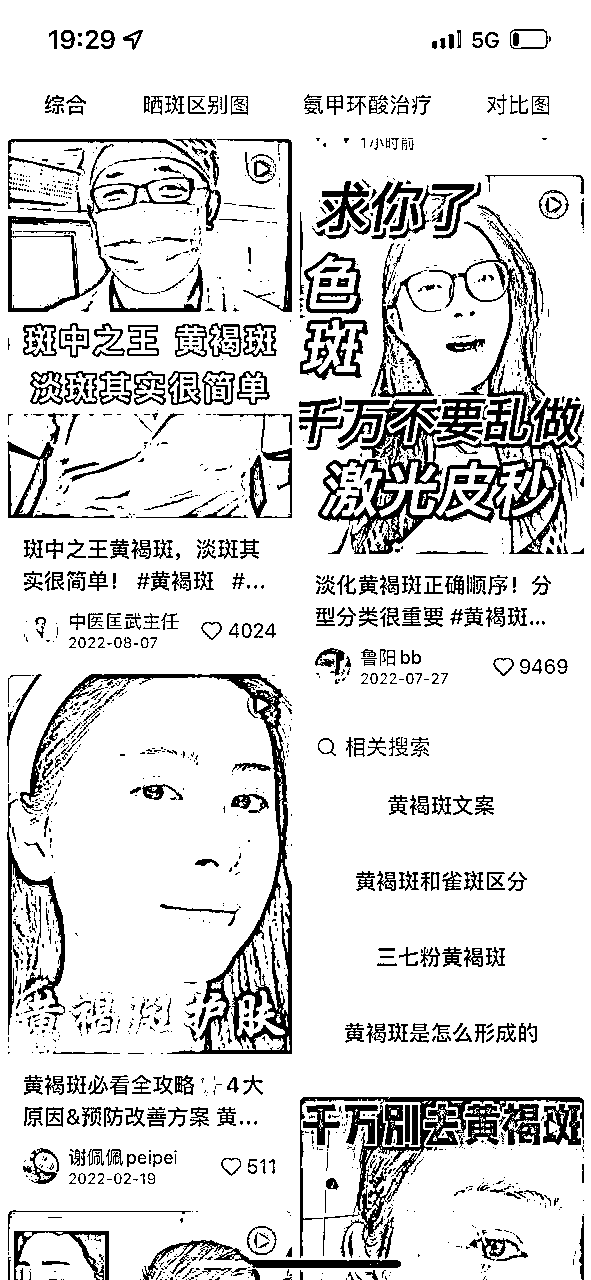 19:29
5G
综合
晒斑区别图
氨甲环酸治疗
对比图
斑中之王 黄褐斑
淡斑其实很简单
斑中之王黄褐斑，淡斑其
实很简单！ #黄褐斑 #...
中医匡武主任
2022-08-07
4024
黄褐斑护肤
黄褐斑必看全攻略 4大
原因&预防改善方案 黄...
谢佩佩peipei
2022-02-19
511
1小时前
求你了
色
斑
千万不要乱做
激光皮秒
淡化黄褐斑正确顺序！分
型分类很重要 #黄褐斑...
鲁阳bb
2022-07-27
9469
相关搜索
黄褐斑文案
黄褐斑和雀斑区分
三七粉黄褐斑
黄褐斑是怎么形成的
千万别去黄褐斑